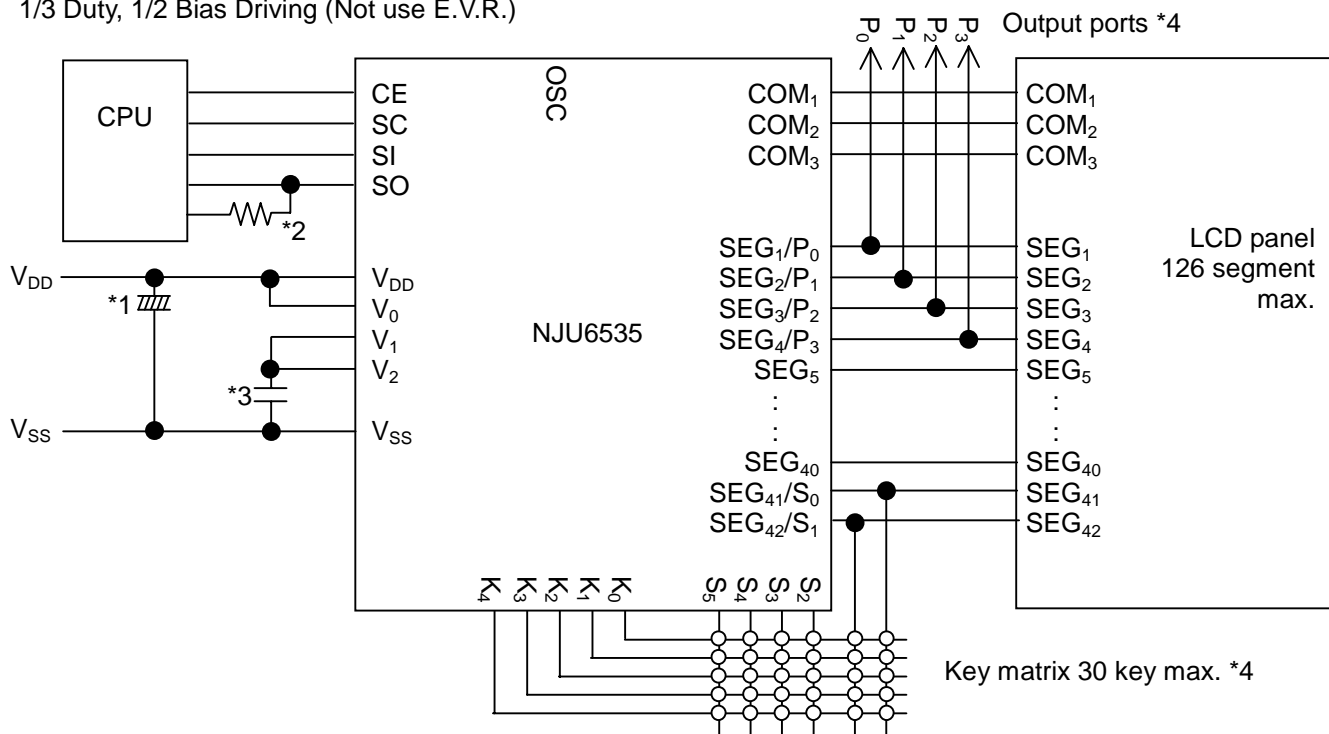 1/3 Duty, 1/2 Bias Driving (Not use E.V.R.)
P0 P1 P2 P3 Output ports *4
CPU
CE
SC
SI
SO
*2
OSC
COM1
COM2
COM3
COM1
COM2
COM3
VDD
*1
VDD
V0
V1
V2
*3
VSS
VSS
NJU6535
SEG1/P0
SEG2/P1
SEG3/P2
SEG4/P3
SEG5
:
:
SEG40
SEG41/S0
SEG42/S1
SEG1
SEG2
SEG3
SEG4
SEG5
:
:
SEG40
SEG41
SEG42
LCD panel
126 segment
max.
K4 K3 K2 K1 K0
S5 S4 S3 S2
Key matrix 30 key max. *4